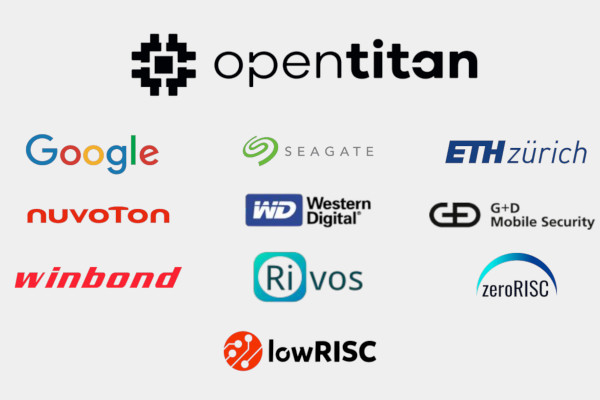 opentitan
Google
SEAGATE
ETH zürich
nuvoTon
WD Western Digital®
G+D Mobile Security
winbond
Rivos
zeroRISC
lowRISC